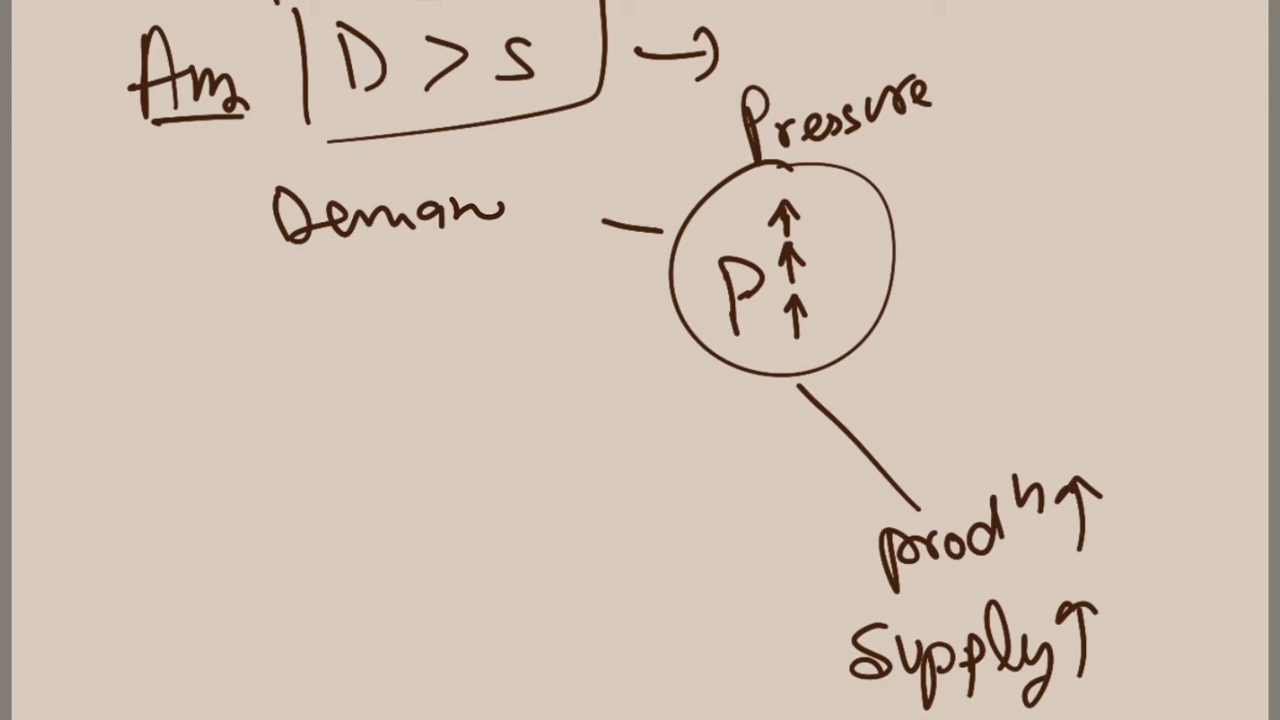 Am | D > S →
Pressure
Deman
P ↑↑↑
prodⁿ ↑
Supply ↑